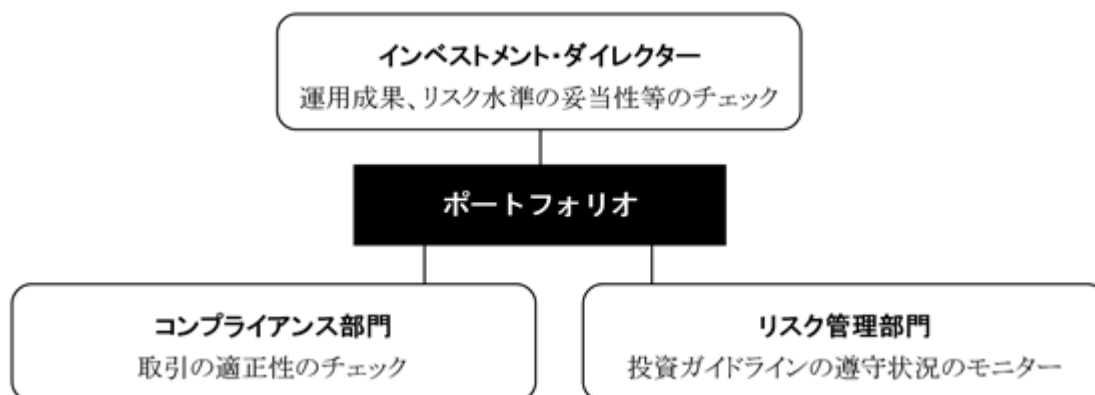 インベストメント・ダイレクター
運用成果、リスク水準の妥当性等のチェック
ポートフォリオ
コンプライアンス部門
取引の適正性のチェック
リスク管理部門
投資ガイドラインの遵守状況のモニター